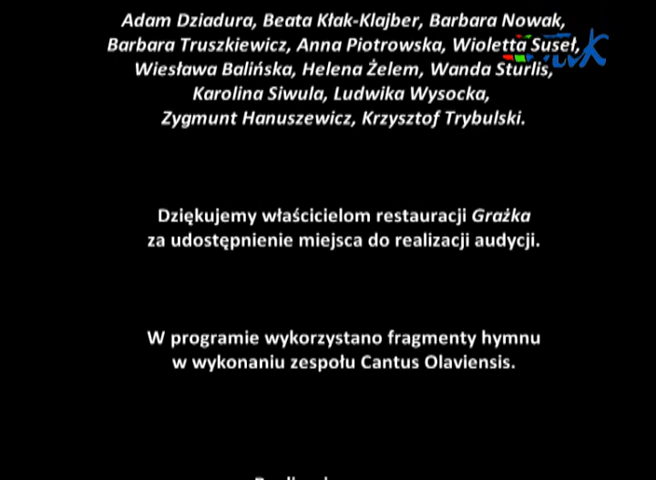 Adam Dziadura, Beata Kłak-Klajber, Barbara Nowak,
Barbara Truszkiewicz, Anna Piotrowska, Wioletta Suseł,
Wiesława Balińska, Helena Żelem, Wanda Sturlis,
Karolina Siwula, Ludwika Wysocka,
Zygmunt Hanuszewicz, Krzysztof Trybulski.
Dziękujemy właścicielom restauracji Grażka
za udostępnienie miejsca do realizacji audycji.
W programie wykorzystano fragmenty hymnu
w wykonaniu zespołu Cantus Olaviensis.